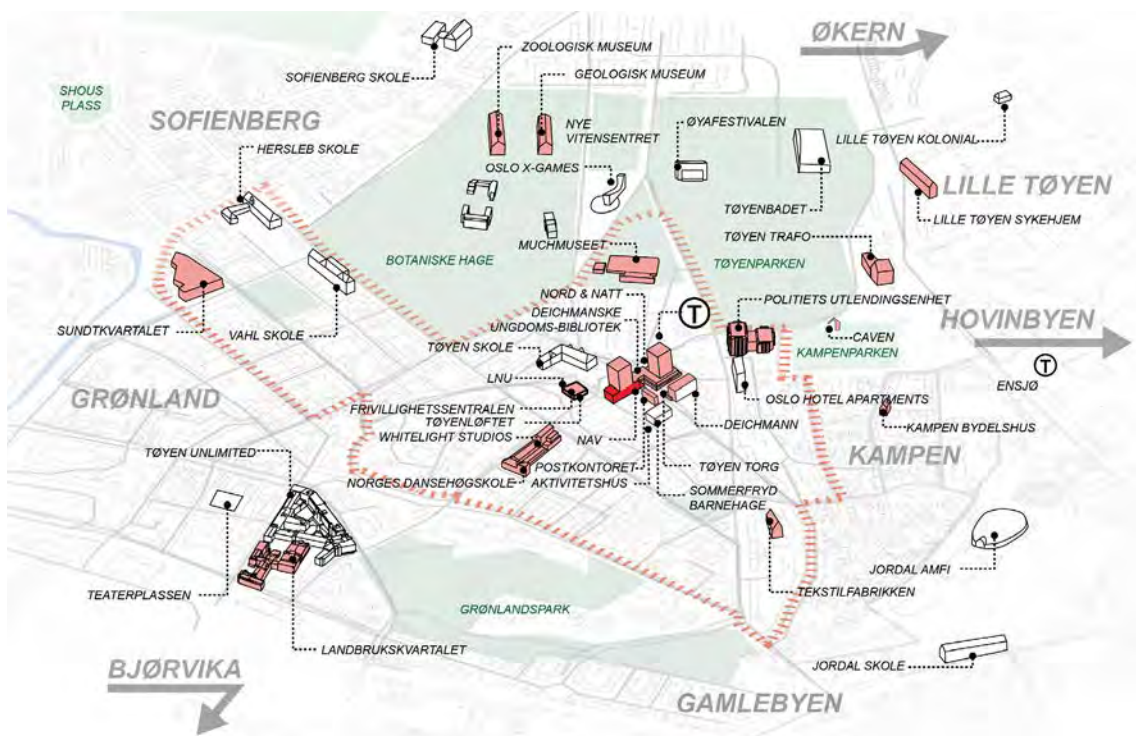 ØKERN
ZOOLOGISK MUSEUM
SOFIENBERG SKOLE
GEOLOGISK MUSEUM
SHOUS
PLASS
SOFIENBERG
NYE
VITENSENTRET
ØYAFESTIVALEN
LILLE TØYEN KOLONIAL
HERSLEB SKOLE
OSLO X-GAMES
LILLE TØYEN
TØYENBADET
LILLE TØYEN SYKEHJEM
TØYEN TRAFO
MUCHMUSEET
BOTANISKE HAGE
TØYENPARKEN
NORD & NATT
POLITIETS UTLENDINGSENHET
DEICHMANSKE
UNGDOMS-BIBLIOTEK
T
HOVINBYEN
SUNDTKVARTALET
VAHL SKOLE
CAVEN
TØYEN SKOLE
KAMPENPARKEN
T
ENSJØ
LNU
GRØNLAND
OSLO HOTEL APARTMENTS
FRIVILLIGHETSSENTRALEN
TØYENLØFTET
DEICHMANN
KAMPEN BYDELSHUS
WHITELIGHT STUDIOS
NAV
KAMPEN
TØYEN UNLIMITED
POSTKONTORET
TØYEN TORG
NORGES DANSEHØGSKOLE
AKTIVITETSHUS
SOMMERFRYD
BARNEHAGE
JORDAL AMFI
TEATERPLASSEN
TEKSTILFABRIKKEN
GRØNLANDSPARK
LANDBRUKSKVARTALET
JORDAL SKOLE
BJØRVIKA
GAMLEBYEN